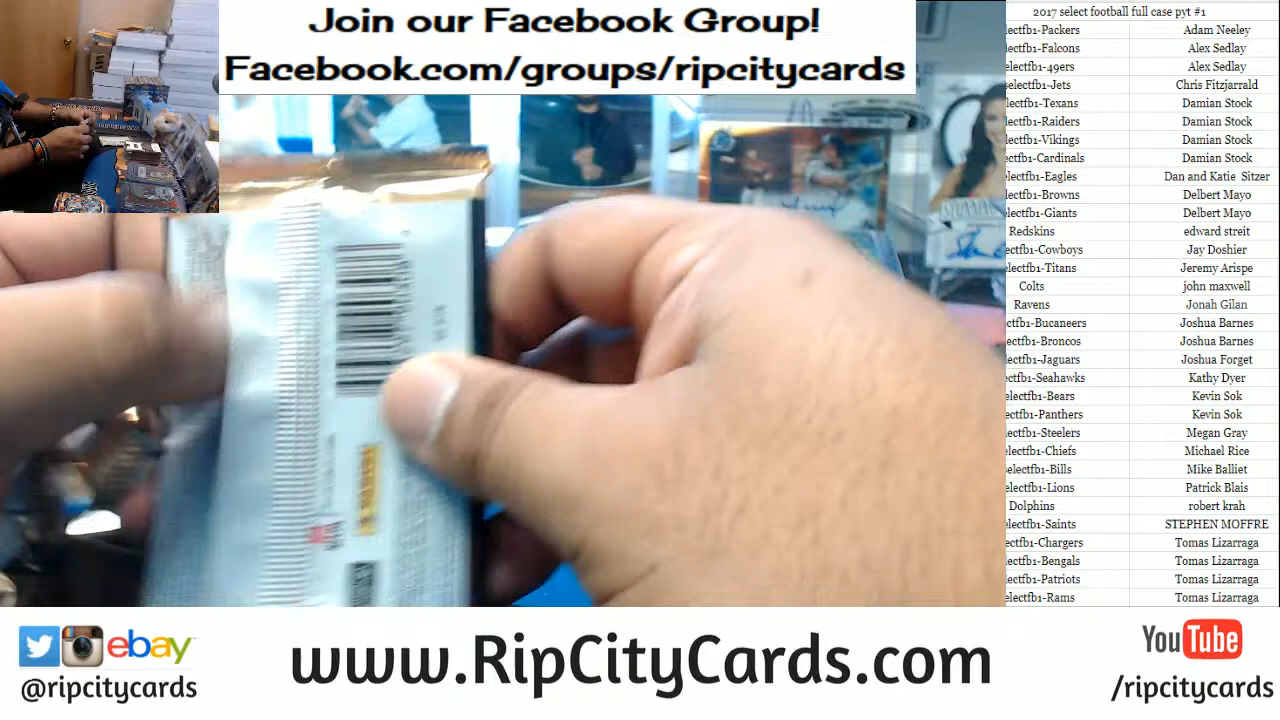 Join our Facebook Group!
Facebook.com/groups/ripcitycards
2017 select football full case pyt #1
lectfb1-Packers Adam Neeley
electfb1-Falcons Alex Sedlay
electfb1-49ers Alex Sedlay
electfb1-Jets Chris Fitzjarrald
ectfb1-Texans Damian Stock
ectfb1-Raiders Damian Stock
ectfb1-Vikings Damian Stock
ctfb1-Cardinals Damian Stock
ectfb1-Eagles Dan and Katie Sitzer
ectfb1-Browns Delbert Mayo
electfb1-Giants Delbert Mayo
Redskins edward streit
ectfb1-Cowboys Jay Doshier
electfb1-Titans Jeremy Arispe
Colts john maxwell
Ravens Jonah Gilan
ctfb1-Bucaneers Joshua Barnes
ectfb1-Broncos Joshua Barnes
ectfb1-Jaguars Joshua Forget
ctfb1-Seahawks Kathy Dyer
electfb1-Bears Kevin Sok
ctfb1-Panthers Kevin Sok
ectfb1-Steelers Megan Gray
ectfb1-Chiefs Michael Rice
electfb1-Bills Mike Balliet
electfb1-Lions Patrick Blais
Dolphins robert krah
electfb1-Saints STEPHEN MOFFRE
ctfb1-Chargers Tomas Lizarraga
ectfb1-Bengals Tomas Lizarraga
ectfb1-Patriots Tomas Lizarraga
electfb1-Rams Tomas Lizarraga
ebay
@ripcitycards
www.RipCityCards.com
YouTube
/ripcitycards